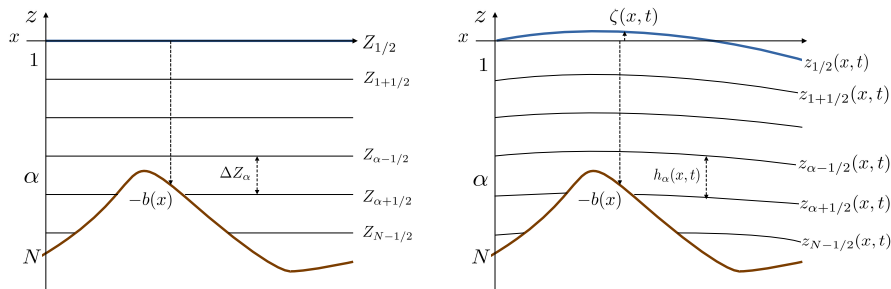 z
x
Z_{1/2}
1
Z_{1+1/2}
Z_{α-1/2}
ΔZ_α
α
-b(x)
Z_{α+1/2}
Z_{N-1/2}
N
z
ζ(x,t)
x
z_{1/2}(x,t)
1
z_{1+1/2}(x,t)
z_{α-1/2}(x,t)
h_α(x,t)
α
-b(x)
z_{α+1/2}(x,t)
z_{N-1/2}(x,t)
N